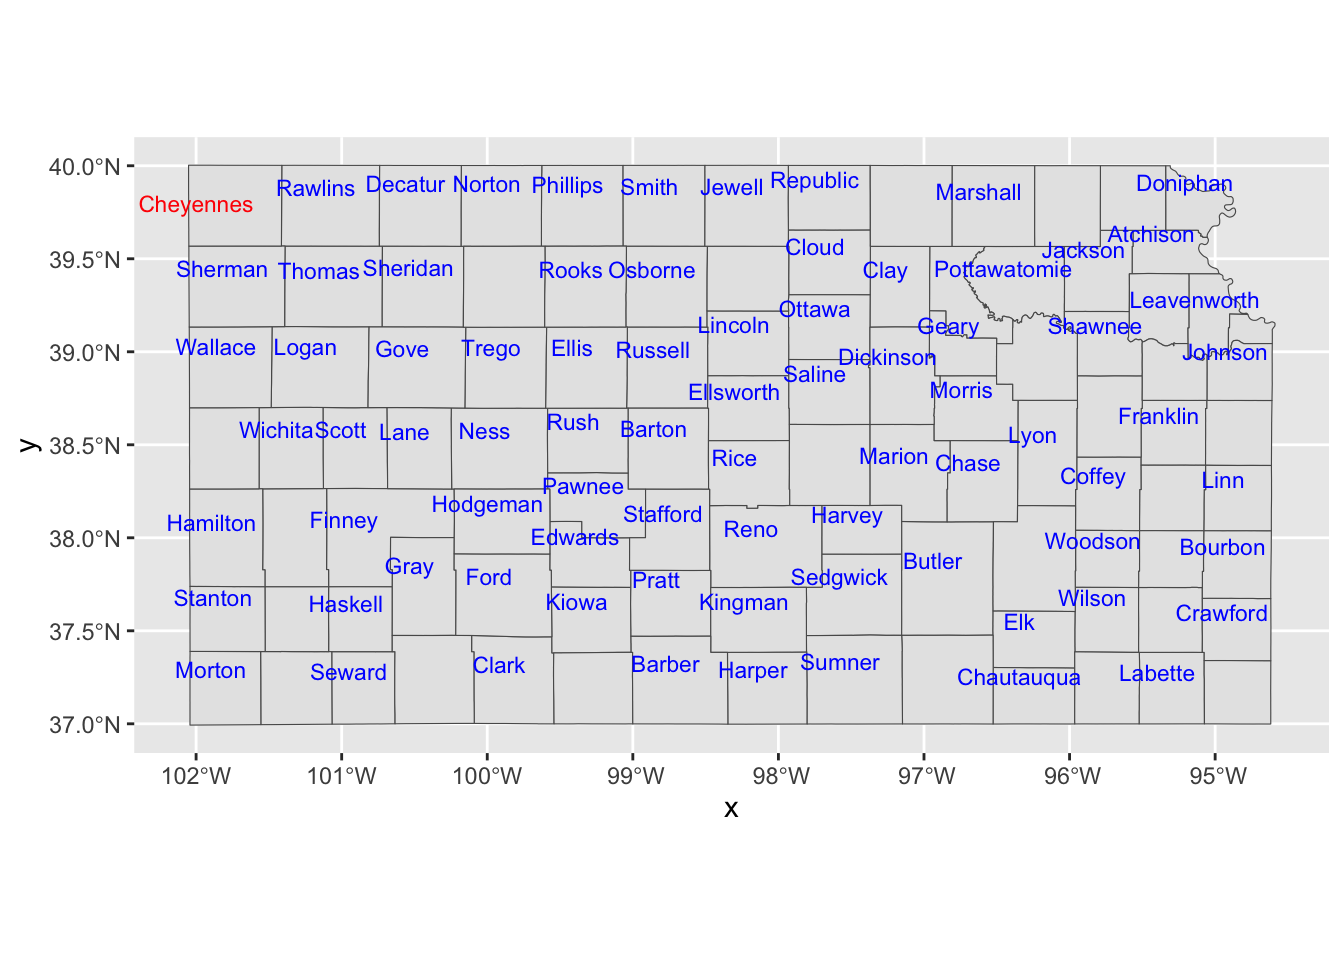 40.0°N
39.5°N
39.0°N
38.5°N
38.0°N
37.5°N
37.0°N
y
Cheyennes
Rawlins Decatur Norton Phillips Smith Jewell Republic Marshall Doniphan
Cloud Jackson Atchison
Sherman Thomas Sheridan Rooks Osborne Clay Pottawatomie
Lincoln Ottawa Geary Shawnee Leavenworth
Wallace Logan Gove Trego Ellis Russell Dickinson Johnson
Ellsworth Saline Morris
Wichita Scott Lane Ness Rush Barton Lyon Franklin
Rice Marion Chase Coffey Linn
Hodgeman Pawnee
Hamilton Finney Stafford Reno Harvey
Edwards Woodson Bourbon
Gray Ford Pratt Sedgwick Butler
Stanton Haskell Kiowa Kingman Wilson Crawford
Elk
Morton Seward Clark Barber Harper Sumner Chautauqua Labette
102°W 101°W 100°W 99°W 98°W 97°W 96°W 95°W
x